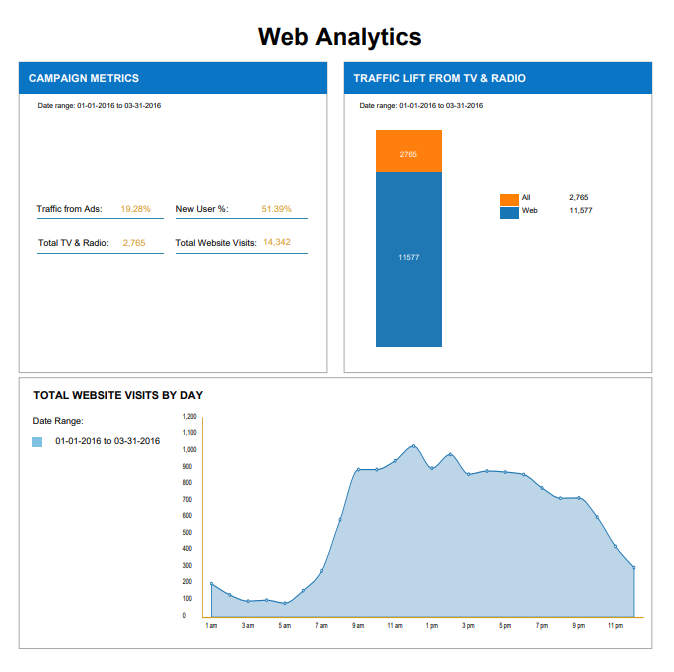 Web Analytics
CAMPAIGN METRICS
Date range: 01-01-2016 to 03-31-2016
Traffic from Ads: 19.28% New User %: 51.39%
Total TV & Radio: 2,765 Total Website Visits: 14,342
TRAFFIC LIFT FROM TV & RADIO
Date range: 01-01-2016 to 03-31-2016
2765
11577
All 2,765
Web 11,577
TOTAL WEBSITE VISITS BY DAY
Date Range:
01-01-2016 to 03-31-2016
1,200
1,100
1,000
900
800
700
600
500
400
300
200
100
0
1 am 3 am 5 am 7 am 9 am 11 am 1 pm 3 pm 5 pm 7 pm 9 pm 11 pm